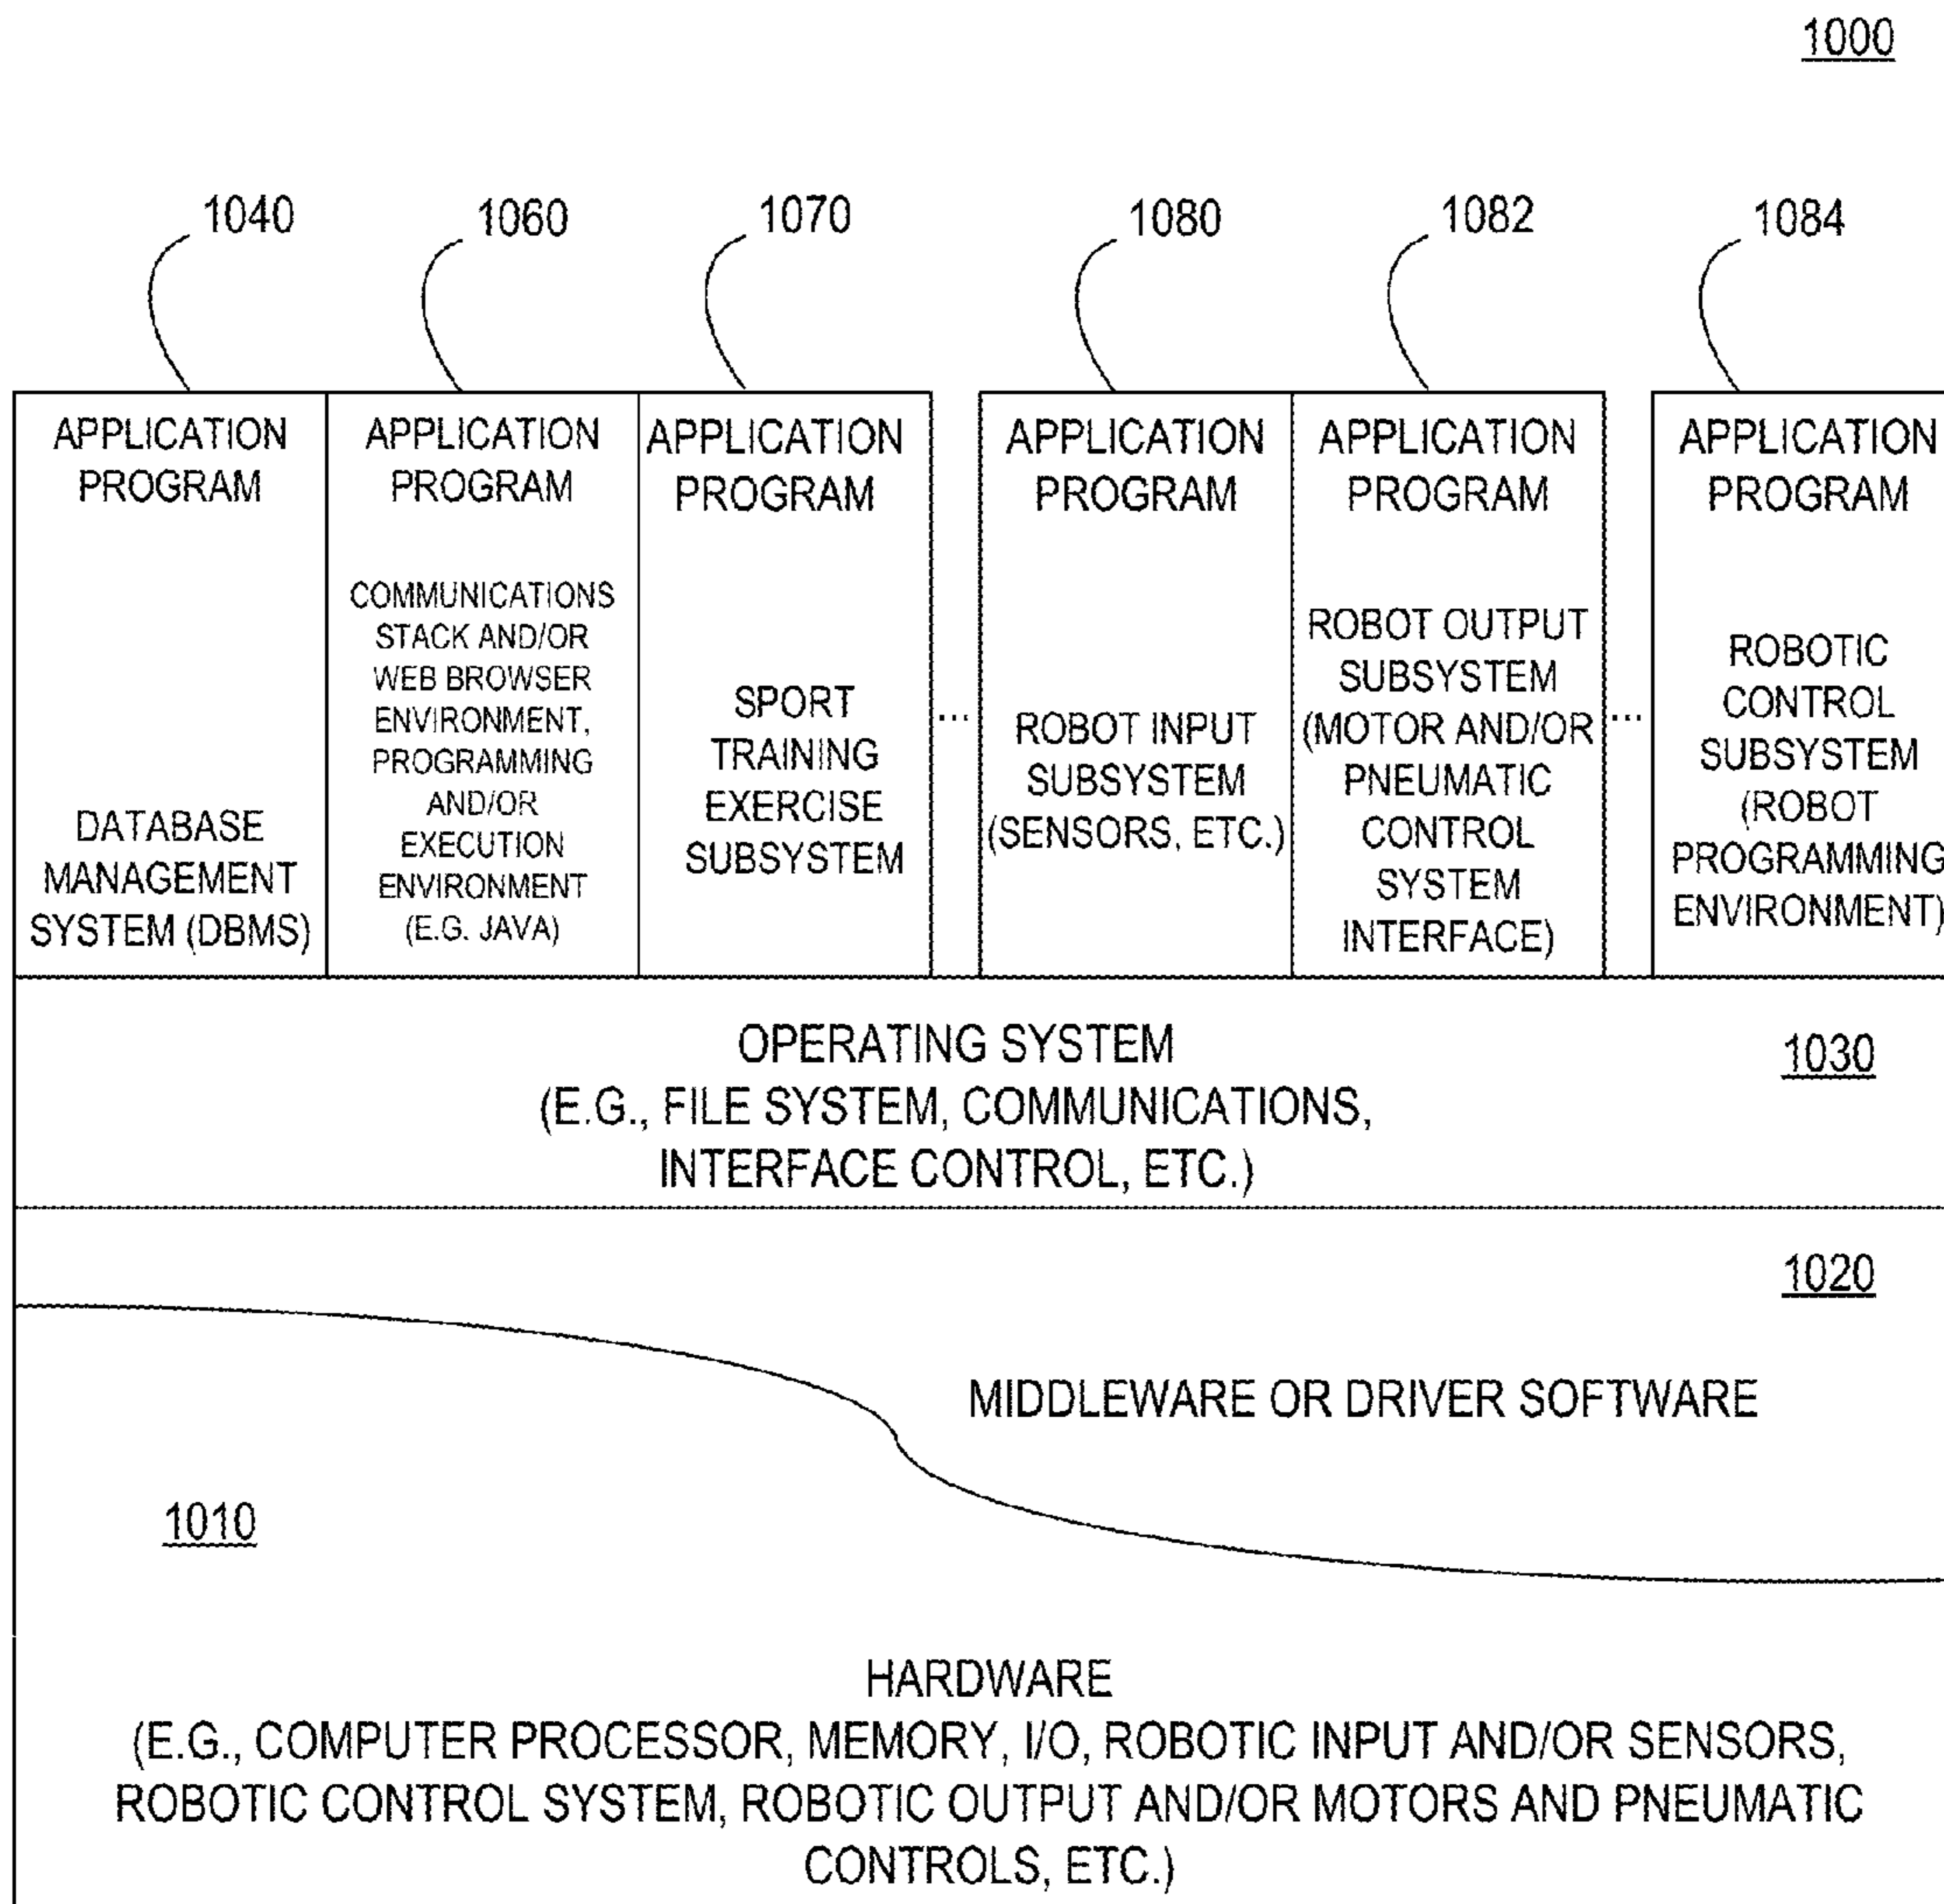 1000
1040
1060
1070
1080
1082
1084
APPLICATION
PROGRAM
DATABASE
MANAGEMENT
SYSTEM (DBMS)
APPLICATION
PROGRAM
COMMUNICATIONS
STACK AND/OR
WEB BROWSER
ENVIRONMENT,
PROGRAMMING
AND/OR
EXECUTION
ENVIRONMENT
(E.G. JAVA)
APPLICATION
PROGRAM
SPORT
TRAINING
EXERCISE
SUBSYSTEM
...
APPLICATION
PROGRAM
ROBOT INPUT
SUBSYSTEM
(SENSORS, ETC.)
APPLICATION
PROGRAM
ROBOT OUTPUT
SUBSYSTEM
(MOTOR AND/OR
PNEUMATIC
CONTROL
SYSTEM
INTERFACE)
...
APPLICATION
PROGRAM
ROBOTIC
CONTROL
SUBSYSTEM
(ROBOT
PROGRAMMING
ENVIRONMENT)
OPERATING SYSTEM
(E.G., FILE SYSTEM, COMMUNICATIONS,
INTERFACE CONTROL, ETC.)
1030
1020
MIDDLEWARE OR DRIVER SOFTWARE
1010
HARDWARE
(E.G., COMPUTER PROCESSOR, MEMORY, I/O, ROBOTIC INPUT AND/OR SENSORS,
ROBOTIC CONTROL SYSTEM, ROBOTIC OUTPUT AND/OR MOTORS AND PNEUMATIC
CONTROLS, ETC.)